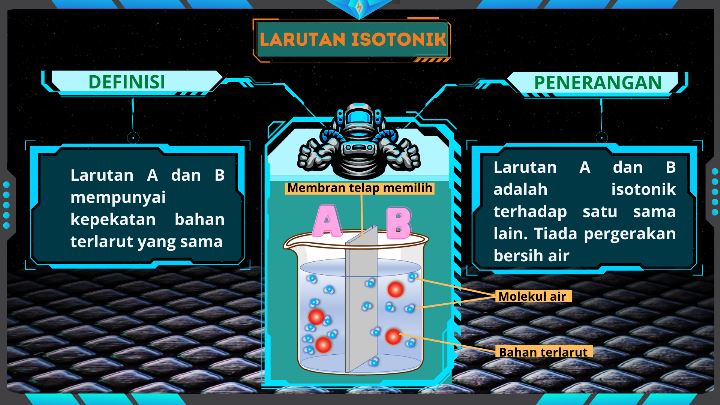 LARUTAN ISOTONIK
DEFINISI
Larutan A dan B
mempunyai
kepekatan bahan
terlarut yang sama
Membran telap memilih
A B
Molekul air
Bahan terlarut
PENERANGAN
Larutan A dan B
adalah isotonik
terhadap satu sama
lain. Tiada pergerakan
bersih air